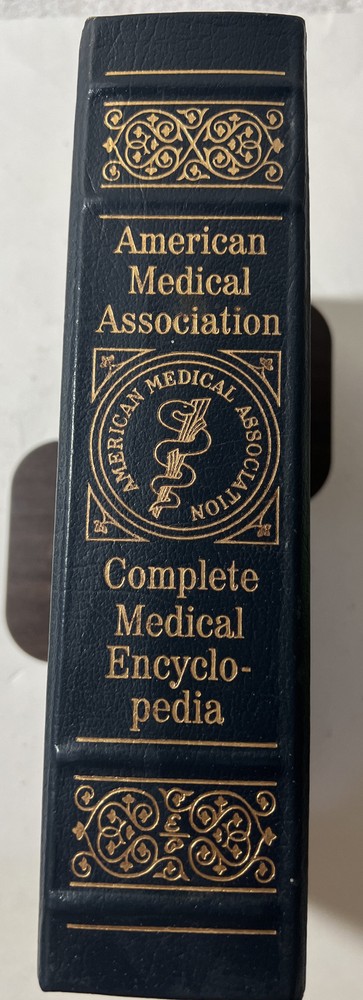 American
Medical
Association
AMERICAN MEDICAL ASSOCIATION
Complete
Medical
Encyclo-
pedia